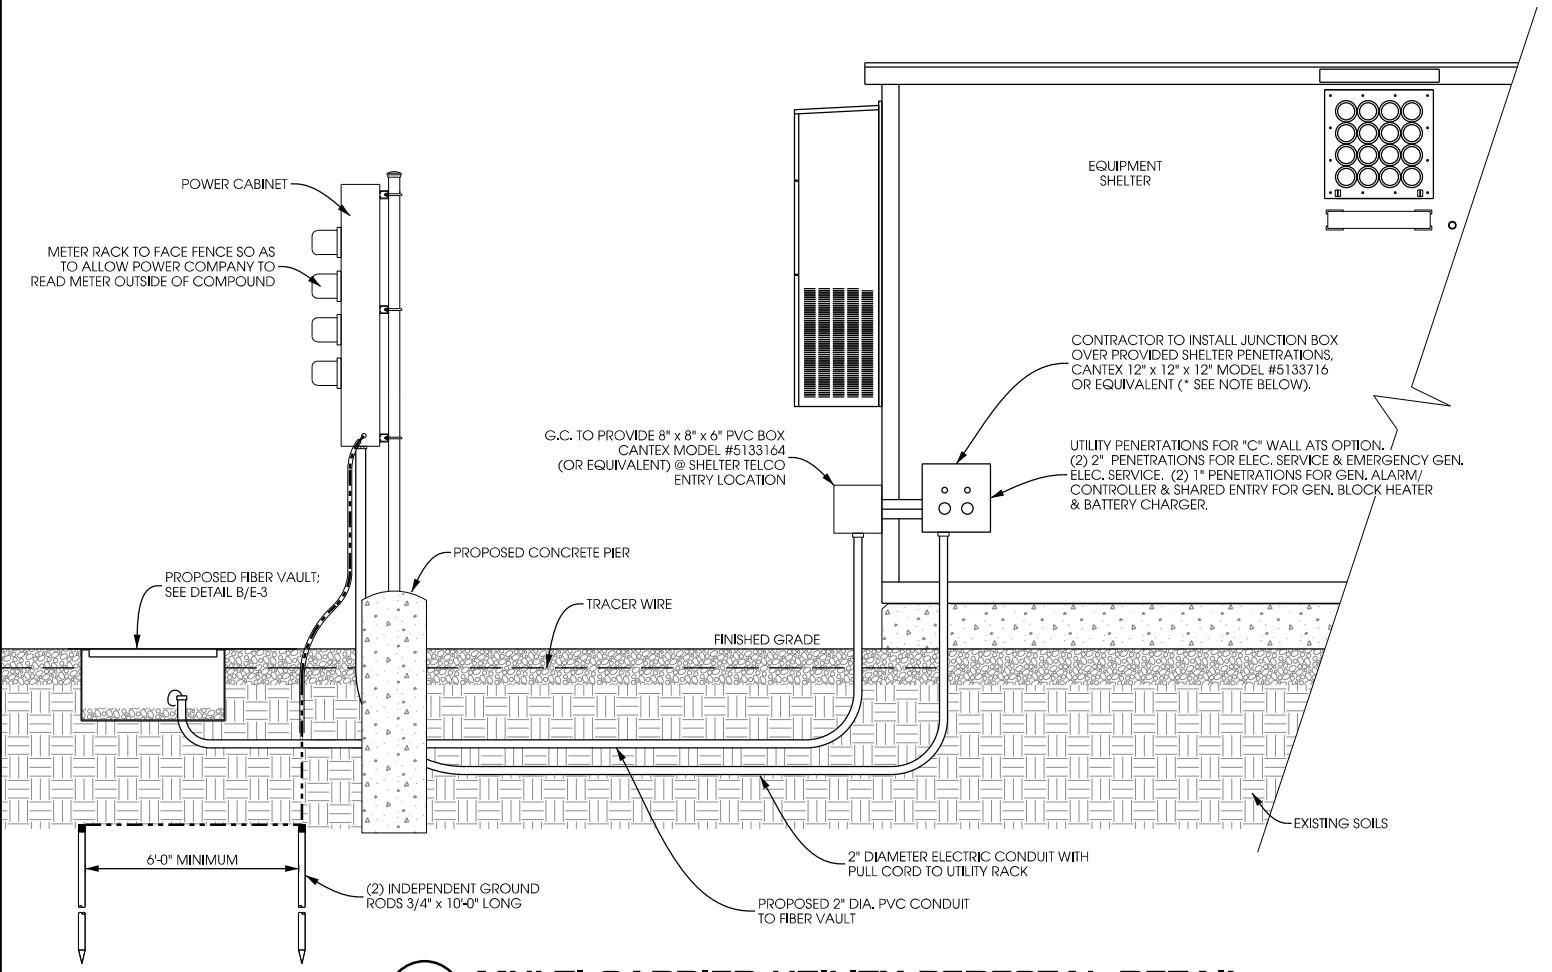 EQUIPMENT
SHELTER
POWER CABINET
METER RACK TO FACE FENCE SO AS
TO ALLOW POWER COMPANY TO
READ METER OUTSIDE OF COMPOUND
CONTRACTOR TO INSTALL JUNCTION BOX
OVER PROVIDED SHELTER PENETRATIONS,
CANTEX 12" x 12" x 12" MODEL #5133716
OR EQUIVALENT (* SEE NOTE BELOW).
G.C. TO PROVIDE 8" x 8" x 6" PVC BOX
CANTEX MODEL #5133164
(OR EQUIVALENT) @ SHELTER TELCO
ENTRY LOCATION
UTILITY PENERTATIONS FOR "C" WALL ATS OPTION.
(2) 2" PENETRATIONS FOR ELEC. SERVICE & EMERGENCY GEN.
ELEC. SERVICE. (2) 1" PENETRATIONS FOR GEN. ALARM/
CONTROLLER & SHARED ENTRY FOR GEN. BLOCK HEATER
& BATTERY CHARGER.
PROPOSED CONCRETE PIER
PROPOSED FIBER VAULT;
SEE DETAIL B/E-3
TRACER WIRE
FINISHED GRADE
EXISTING SOILS
6'-0" MINIMUM
2" DIAMETER ELECTRIC CONDUIT WITH
PULL CORD TO UTILITY RACK
(2) INDEPENDENT GROUND
RODS 3/4" x 10'-0" LONG
PROPOSED 2" DIA. PVC CONDUIT
TO FIBER VAULT
MULTI-CARRIER UTILITY PEDESTAL DETAIL